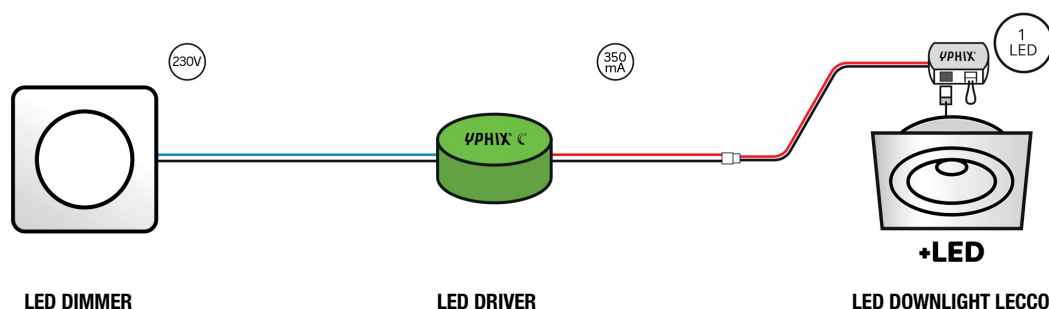 230V
350
mA
1
LED
YPHIX®
YPHIX®
+LED
LED DIMMER
LED DRIVER
LED DOWNLIGHT LECCO